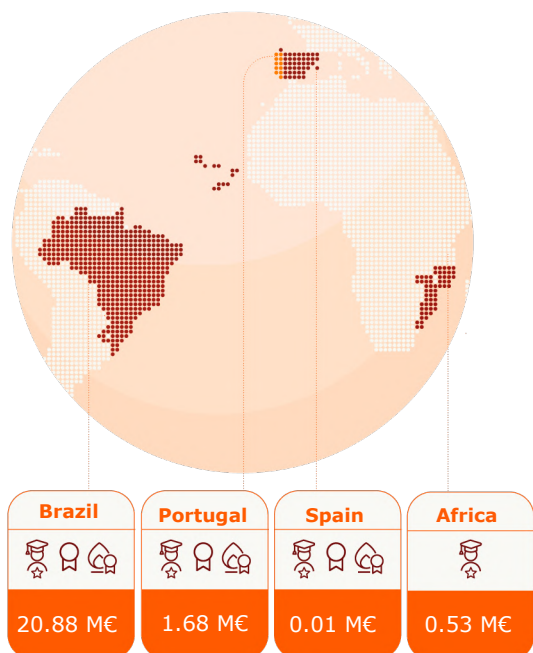 Brazil
Portugal
Spain
Africa
20.88 M€
1.68 M€
0.01 M€
0.53 M€